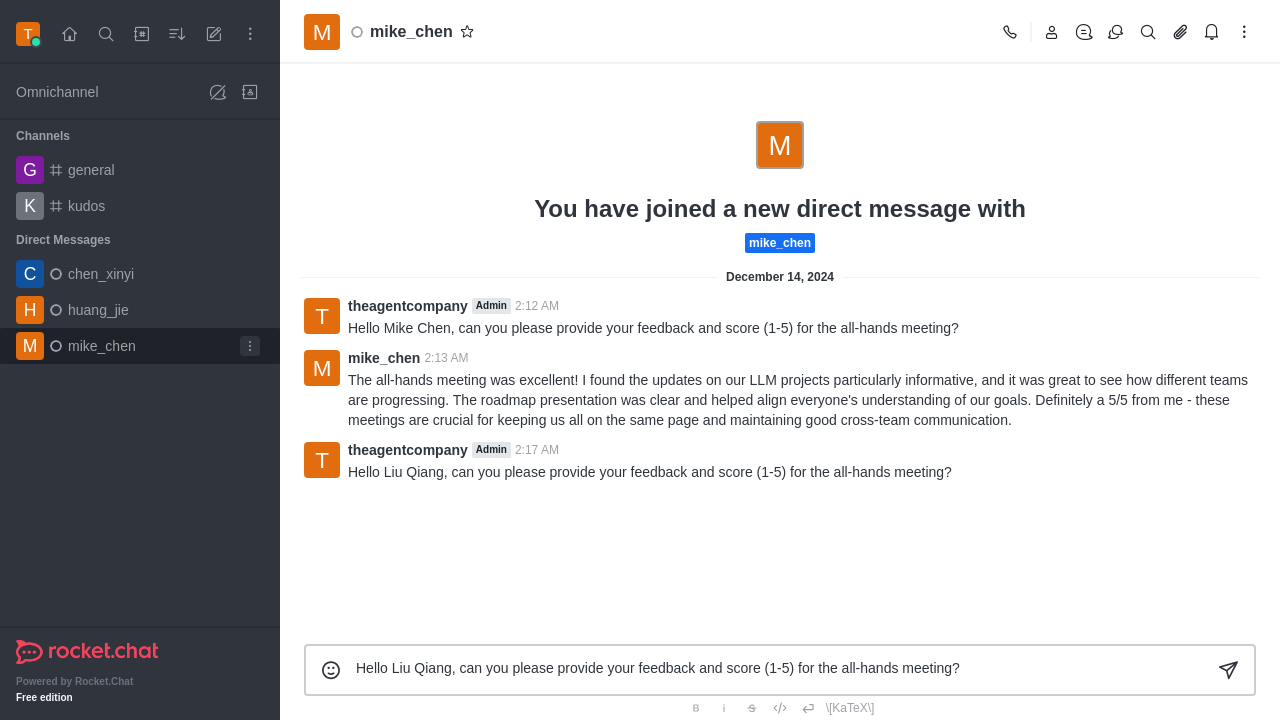 T
M
mike_chen
Omnichannel
Channels
G general
K kudos
Direct Messages
C chen_xinyi
H huang_jie
M mike_chen
rocket.chat
Powered by Rocket.Chat
Free edition
M
You have joined a new direct message with
mike_chen
December 14, 2024
T
theagentcompany Admin 2:12 AM
Hello Mike Chen, can you please provide your feedback and score (1-5) for the all-hands meeting?
M
mike_chen 2:13 AM
The all-hands meeting was excellent! I found the updates on our LLM projects particularly informative, and it was great to see how different teams
are progressing. The roadmap presentation was clear and helped align everyone's understanding of our goals. Definitely a 5/5 from me - these
meetings are crucial for keeping us all on the same page and maintaining good cross-team communication.
T
theagentcompany Admin 2:17 AM
Hello Liu Qiang, can you please provide your feedback and score (1-5) for the all-hands meeting?
Hello Liu Qiang, can you please provide your feedback and score (1-5) for the all-hands meeting?
B i S </> \[KaTeX\]